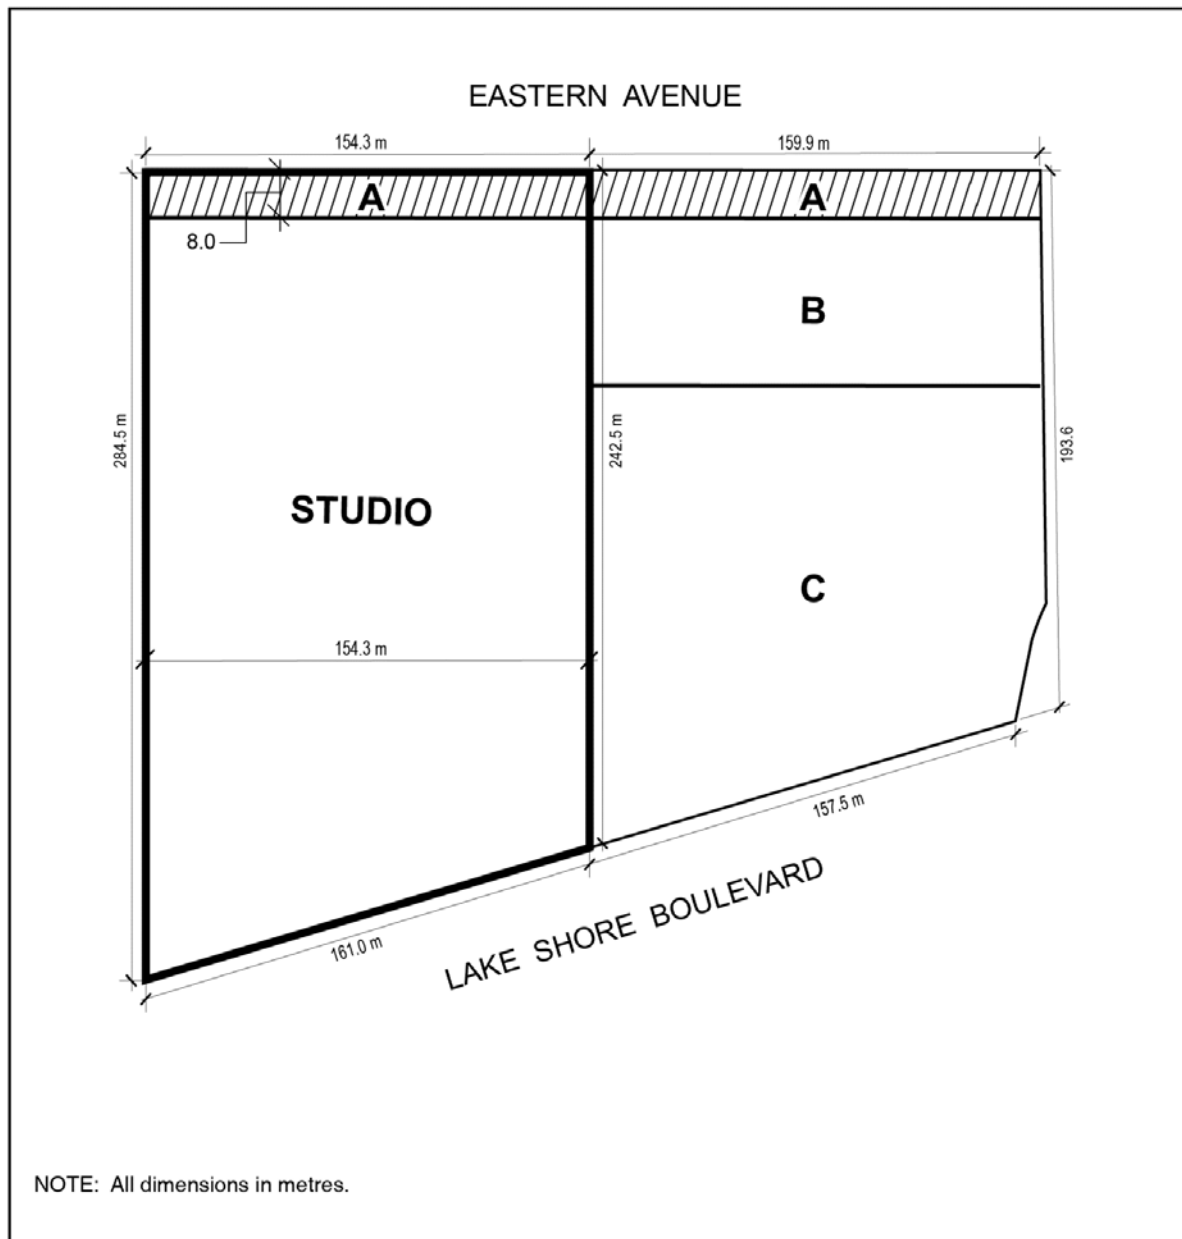 EASTERN AVENUE
154.3 m
159.9 m
A
A
8.0
B
284.5 m
242.5 m
193.6
STUDIO
C
154.3 m
157.5 m
161.0 m
LAKE SHORE BOULEVARD
NOTE: All dimensions in metres.